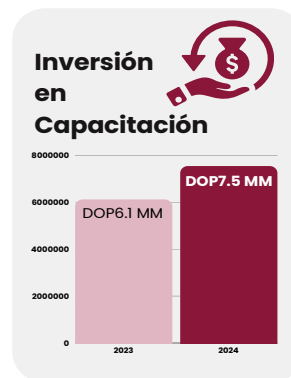 Inversión
en
Capacitación
$
8000000
6000000
4000000
2000000
0
DOP6.1 MM
DOP7.5 MM
2023
2024